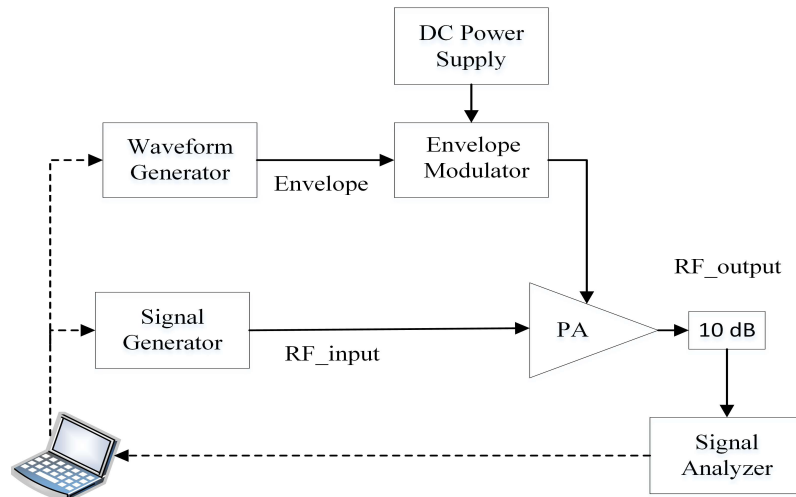 DC Power
Supply
Waveform
Generator
Envelope
Envelope
Modulator
RF_output
Signal
Generator
RF_input
PA
10 dB
Signal
Analyzer